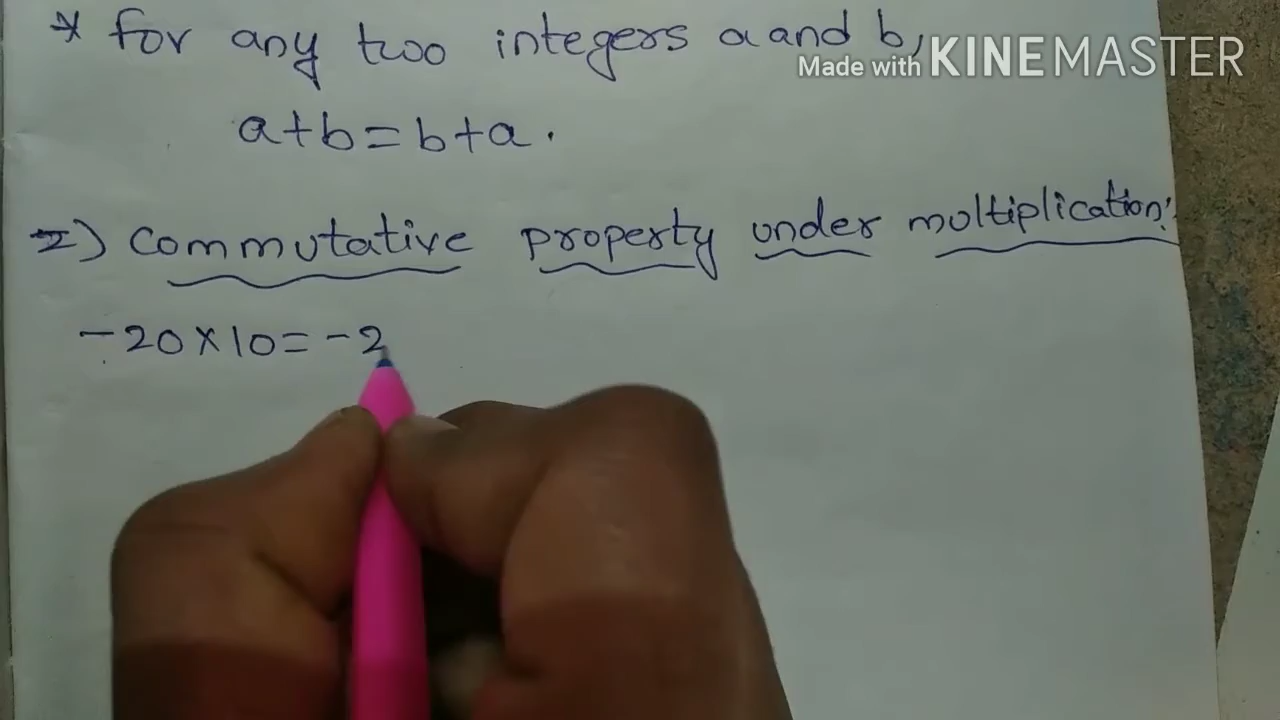 * For any two integers a and b,
Made with KINEMASTER
a+b=b+a.
2) Commutative property under multiplication:
-20×10=-2